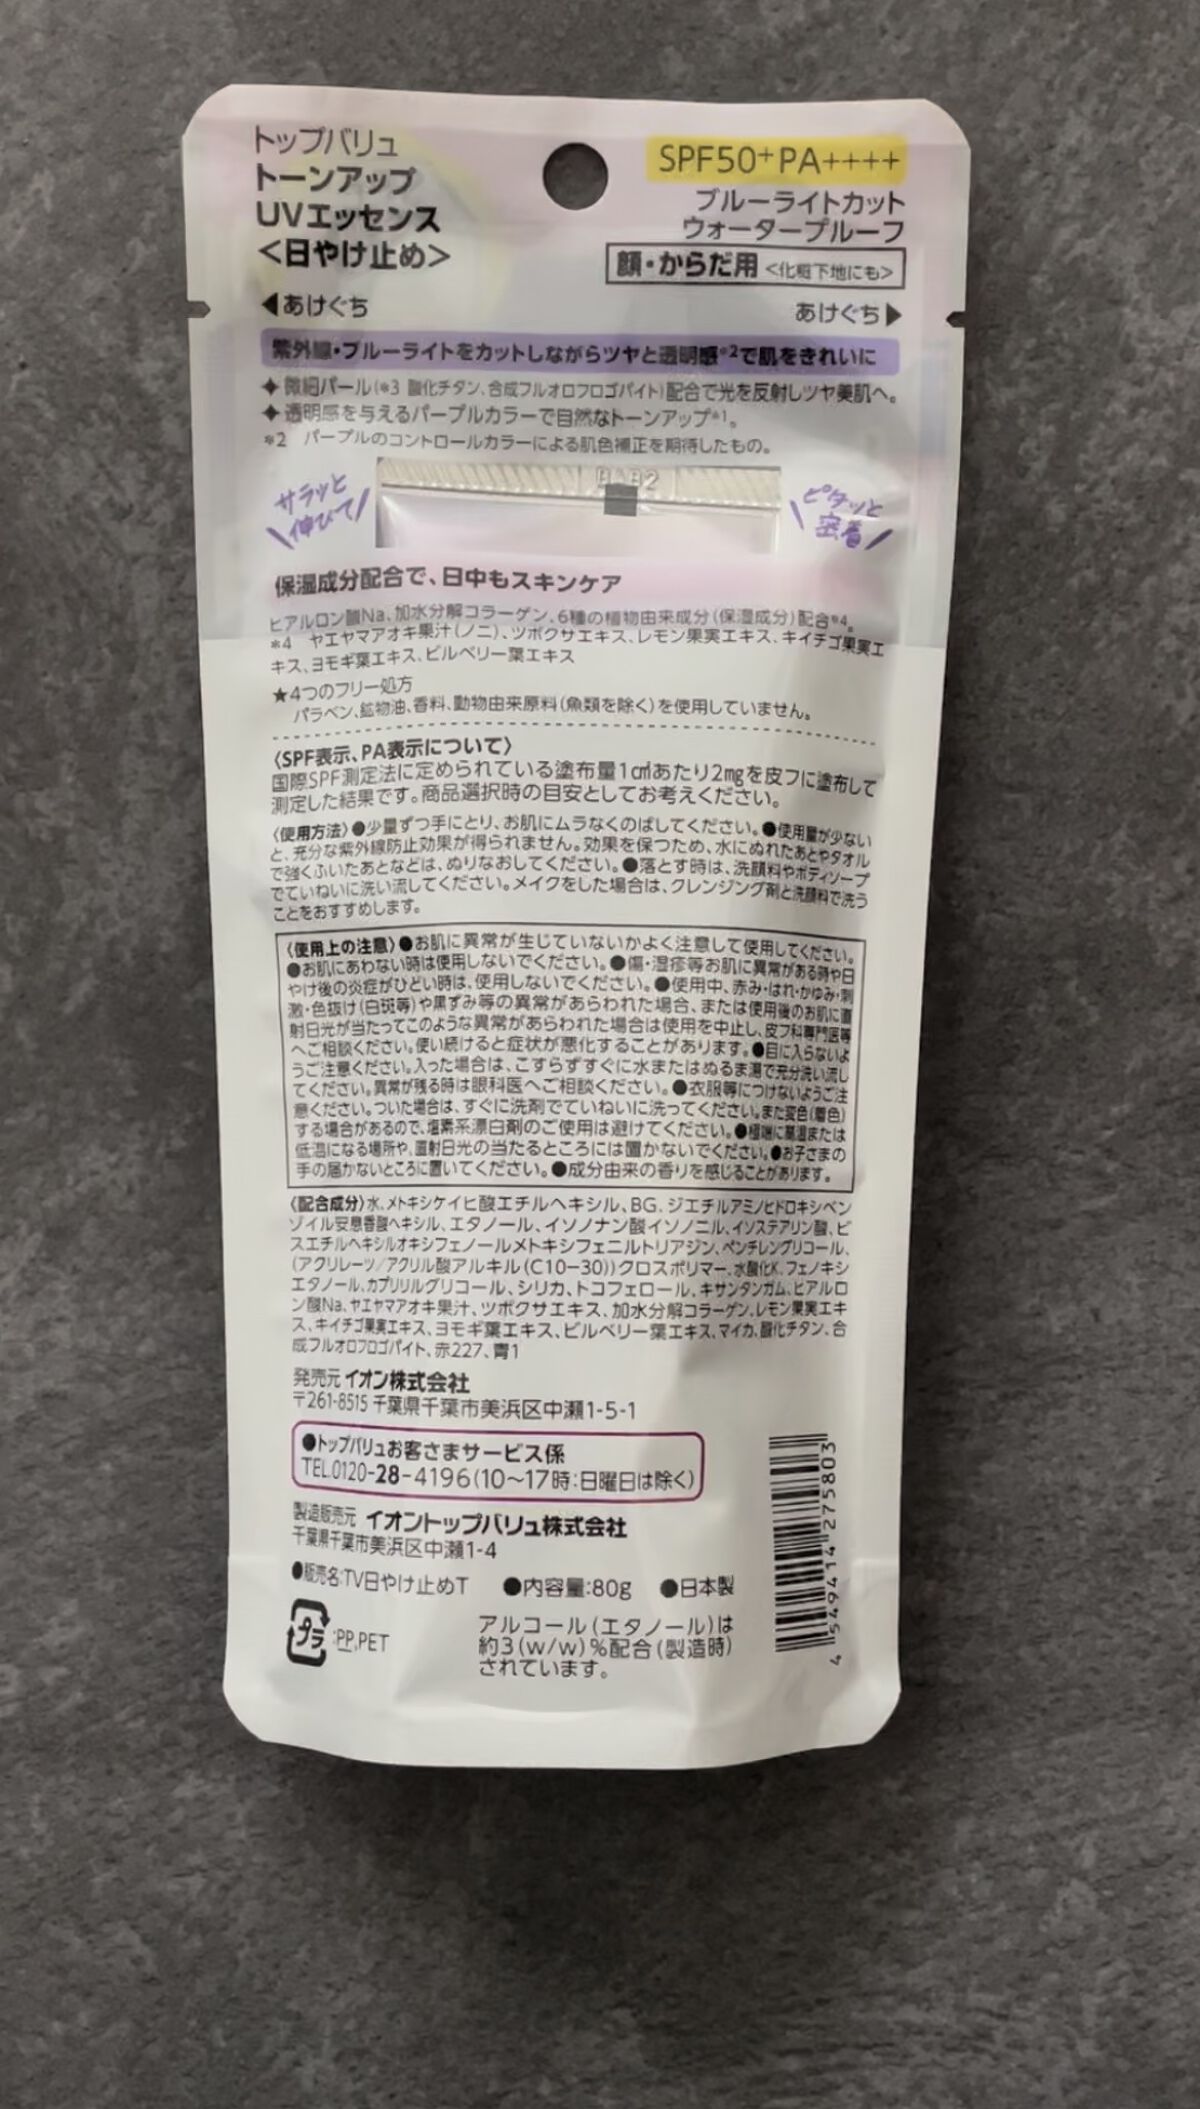 トップバリュ
トーンアップ
UVエッセンス
<日やけ止め>
SPF50+PA++++
ブルーライトカット
ウォータープルーフ
顔・からだ用<化粧下地にも>
◀あけぐち
あけぐち▶
紫外線・ブルーライトをカットしながらツヤと透明感*2で肌をきれいに
✦微細パール(*3 酸化チタン、合成フルオロフロゴパイト)配合で光を反射しツヤ美肌へ。
✦透明感を与えるパープルカラーで自然なトーンアップ*1。
*2 パープルのコントロールカラーによる肌色補正を期待したもの。
サラッと
伸びて
ピタッと
密着
保湿成分配合で、日中もスキンケア
ヒアルロン酸Na、加水分解コラーゲン、6種の植物由来成分(保湿成分)配合*4。
*4 ヤエヤマアオキ果汁(ノニ)、ツボクサエキス、レモン果実エキス、キイチゴ果実エ
キス、ヨモギ葉エキス、ビルベリー葉エキス
★4つのフリー処方
パラベン、鉱物油、香料、動物由来原料(魚類を除く)を使用していません。
〈SPF表示、PA表示について〉
国際SPF測定法に定められている塗布量1㎠あたり2mgを皮フに塗布して
測定した結果です。商品選択時の目安としてお考えください。
〈使用方法〉●少量ずつ手にとり、お肌にムラなくのばしてください。●使用量が少ない
と、充分な紫外線防止効果が得られません。効果を保つため、水にぬれたあとやタオル
で強くふいたあとなどは、ぬりなおしてください。●落とす時は、洗顔料やボディソープ
でていねいに洗い流してください。メイクをした場合は、クレンジング剤と洗顔料で洗う
ことをおすすめします。
〈使用上の注意〉●お肌に異常が生じていないかよく注意して使用してください。
●お肌にあわない時は使用しないでください。●傷・湿疹等お肌に異常がある時や日
やけ後の炎症がひどい時は、使用しないでください。●使用中、赤み・はれ・かゆみ・刺
激・色抜け(白斑等)や黒ずみ等の異常があらわれた場合、または使用後のお肌に直
射日光が当たってこのような異常があらわれた場合は使用を中止し、皮フ科専門医等
へご相談ください。使い続けると症状が悪化することがあります。●目に入らないよ
うご注意ください。入った場合は、こすらずすぐに水またはぬるま湯で充分洗い流し
てください。異常が残る時は眼科医へご相談ください。●衣服等につけないようご注
意ください。ついた場合は、すぐに洗剤でていねいに洗ってください。また変色(着色)
する場合があるので、塩素系漂白剤のご使用は避けてください。●極端に高温または
低温になる場所や、直射日光の当たるところには置かないでください。●お子さまの
手の届かないところに置いてください。●成分由来の香りを感じることがあります。
〈配合成分〉水、メトキシケイヒ酸エチルヘキシル、BG、ジエチルアミノヒドロキシベン
ゾイル安息香酸ヘキシル、エタノール、イソノナン酸イソノニル、イソステアリン酸、ビ
スエチルヘキシルオキシフェノールメトキシフェニルトリアジン、ペンチレングリコール、
(アクリレーツ/アクリル酸アルキル(C10-30))クロスポリマー、水酸化K、フェノキシ
エタノール、カプリリルグリコール、シリカ、トコフェロール、キサンタンガム、ヒアルロ
ン酸Na、ヤエヤマアオキ果汁、ツボクサエキス、加水分解コラーゲン、レモン果実エキ
ス、キイチゴ果実エキス、ヨモギ葉エキス、ビルベリー葉エキス、マイカ、酸化チタン、合
成フルオロフロゴパイト、赤227、青1
発売元 イオン株式会社
〒261-8515 千葉県千葉市美浜区中瀬1-5-1
●トップバリュお客さまサービス係
TEL.0120-28-4196(10～17時:日曜日は除く)
製造販売元 イオントップバリュ株式会社
千葉県千葉市美浜区中瀬1-4
●販売名:TV日やけ止めT ●内容量:80g ●日本製
プラ:PP,PET
アルコール(エタノール)は
約3(w/w)%配合(製造時)
されています。
4 549414 275803